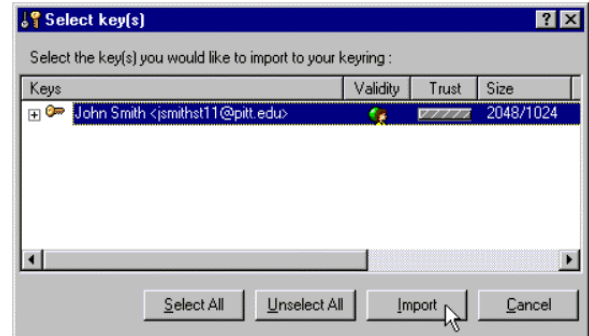 Select key(s)
Select the key(s) you would like to import to your keyring :
Keys Validity Trust Size
John Smith <jsmithst11@pitt.edu> 2048/1024
Select All Unselect All Import Cancel